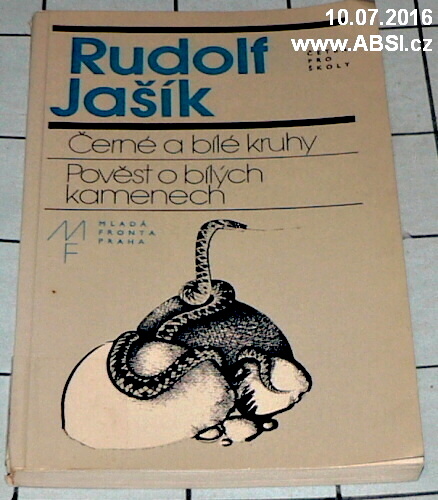 10.07.2016
www.ABSI.cz
Rudolf
Jašík
PRO
ŠKOLY
Černé a bílé kruhy
Pověst o bílých
kamenech
MF
MLADÁ
FRONTA
PRAHA